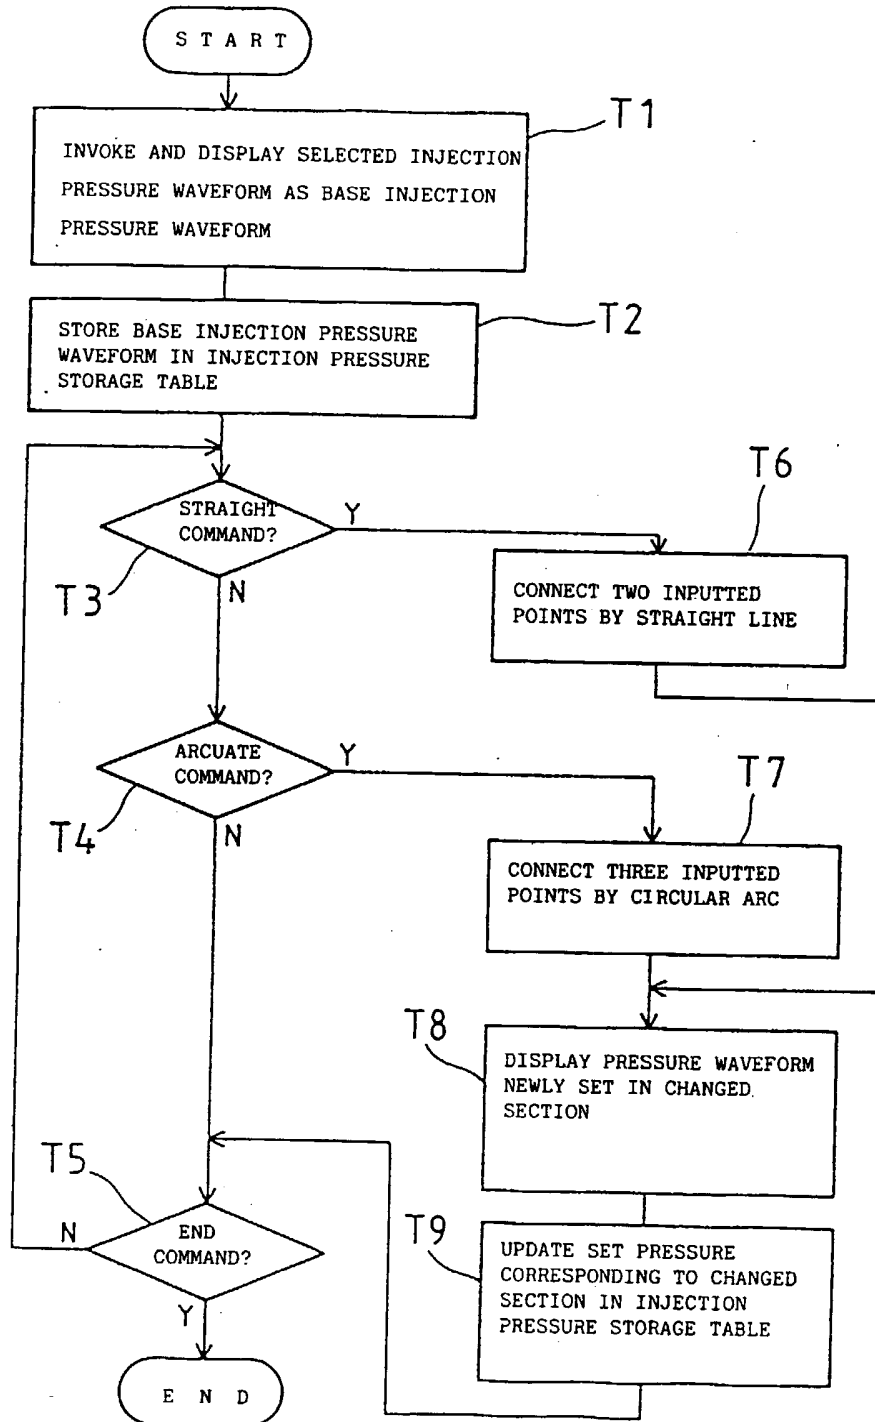 START
T1
INVOKE AND DISPLAY SELECTED INJECTION
PRESSURE WAVEFORM AS BASE INJECTION
PRESSURE WAVEFORM
T2
STORE BASE INJECTION PRESSURE
WAVEFORM IN INJECTION PRESSURE
STORAGE TABLE
T6
STRAIGHT
COMMAND?
Y
T3
N
CONNECT TWO INPUTTED
POINTS BY STRAIGHT LINE
ARCUATE
COMMAND?
Y
T4
N
T7
CONNECT THREE INPUTTED
POINTS BY CIRCULAR ARC
T8
DISPLAY PRESSURE WAVEFORM
NEWLY SET IN CHANGED
SECTION
T5
N
END
COMMAND?
Y
T9
UPDATE SET PRESSURE
CORRESPONDING TO CHANGED
SECTION IN INJECTION
PRESSURE STORAGE TABLE
END